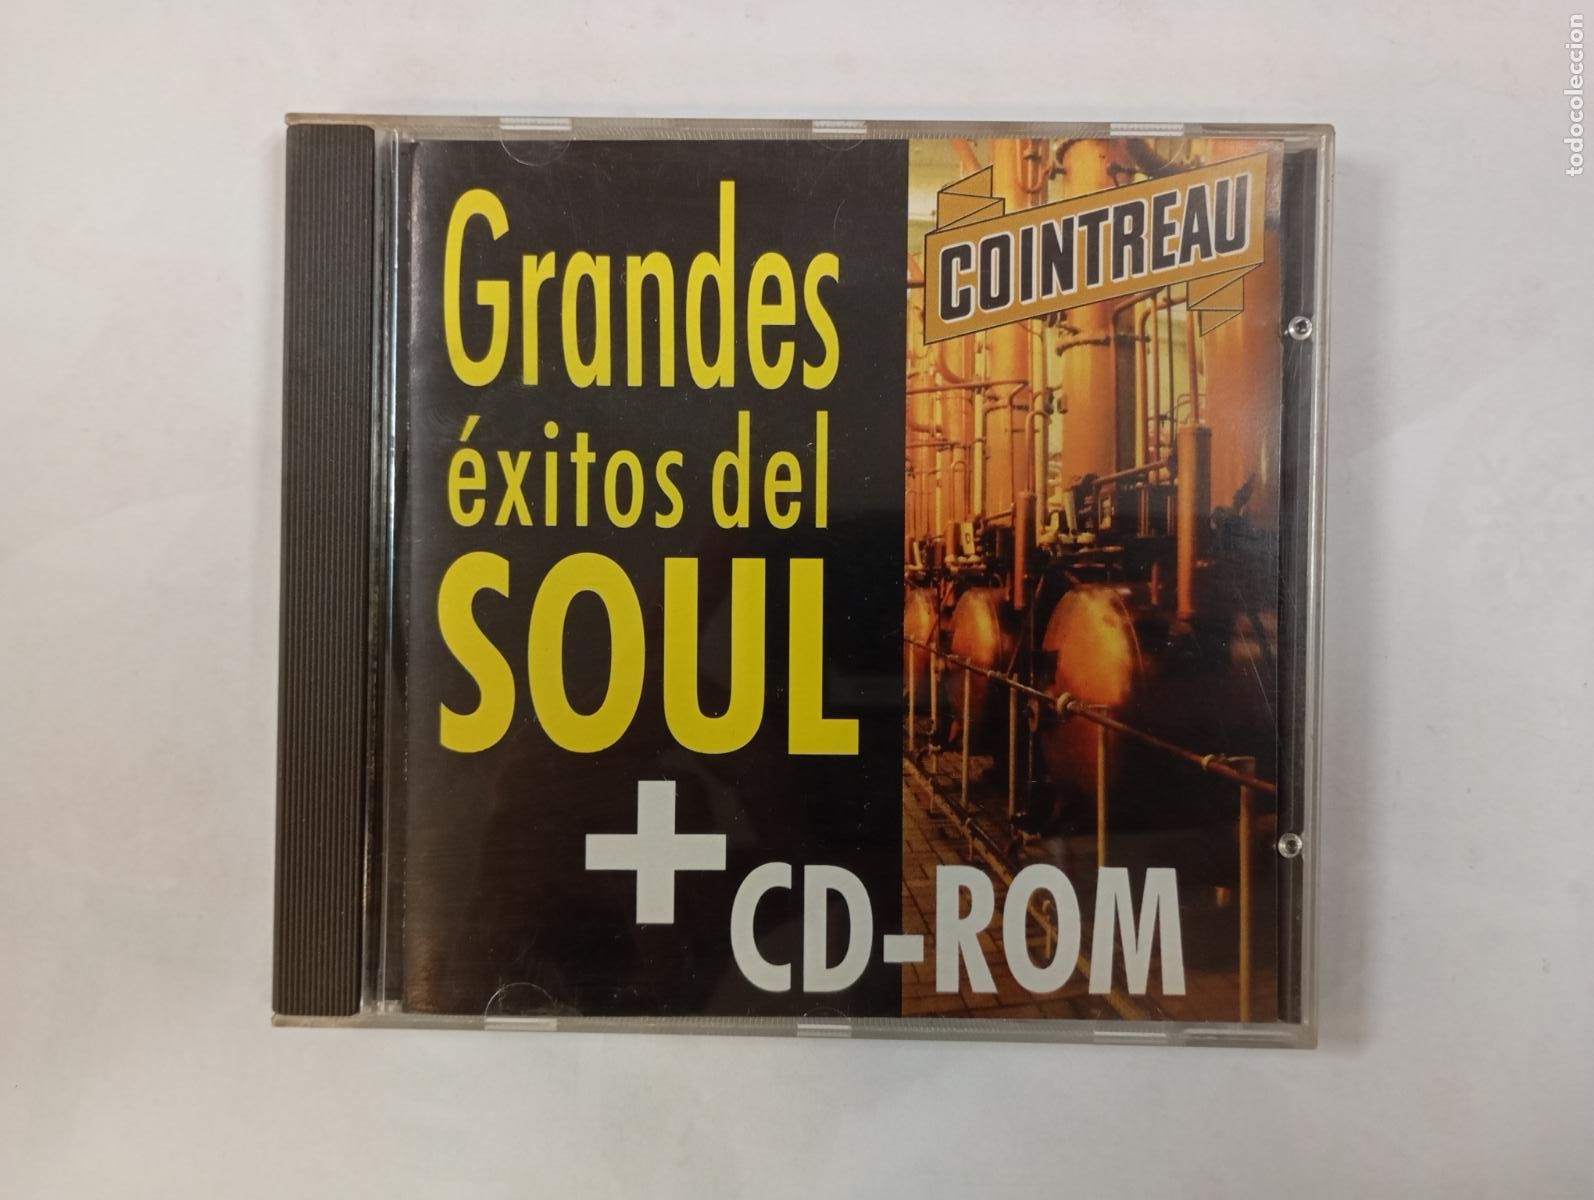 Grandes
éxitos del
SOUL
+
CD-ROM
COINTREAU
todocoleccion